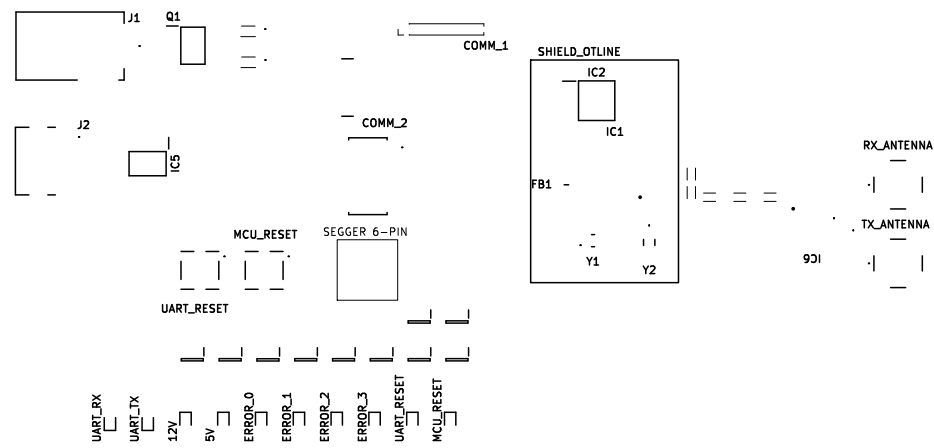 J1
Q1
COMM_1
SHIELD_OTLINE
IC2
IC1
J2
COMM_2
IC5
RX_ANTENNA
FB1
TX_ANTENNA
MCU_RESET
SEGGER 6-PIN
Y1
Y2
IC6
UART_RESET
UART_RX
UART_TX
12V
5V
ERROR_0
ERROR_1
ERROR_2
ERROR_3
UART_RESET
MCU_RESET